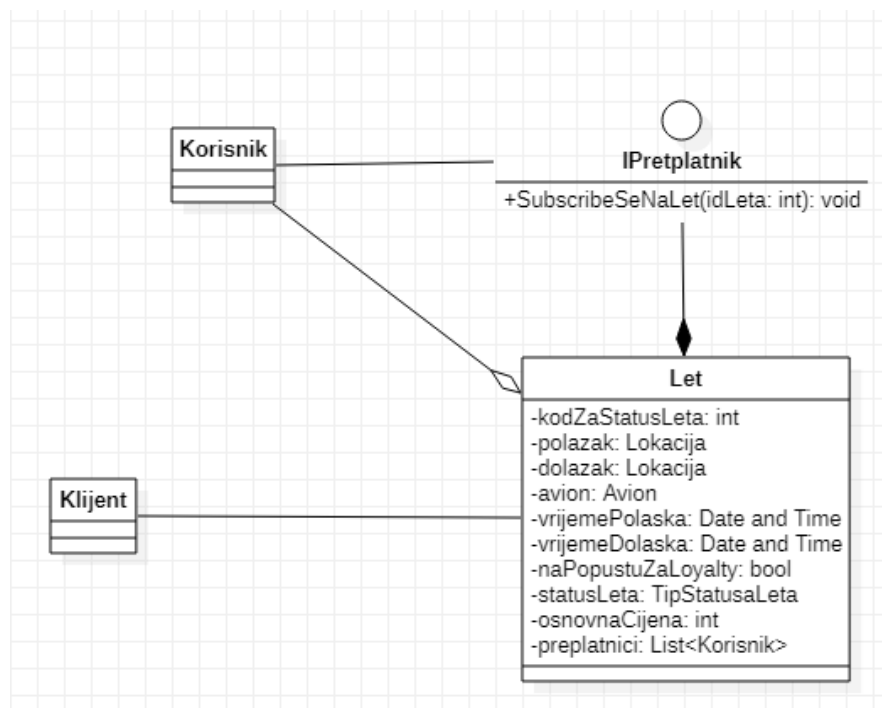 Korisnik
IPretplatnik
+SubscribeSeNaLet(idLeta: int): void
Let
-kodZaStatusLeta: int
-polazak: Lokacija
-dolazak: Lokacija
-avion: Avion
-vrijemePolaska: Date and Time
-vrijemeDolaska: Date and Time
-naPopustuZaLoyalty: bool
-statusLeta: TipStatusaLeta
-osnovnaCijena: int
-preplatnici: List<Korisnik>
Klijent